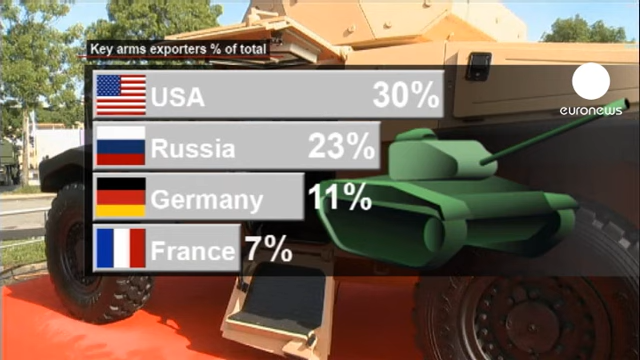 Key arms exporters % of total
euronews
USA 30%
Russia 23%
Germany 11%
France 7%